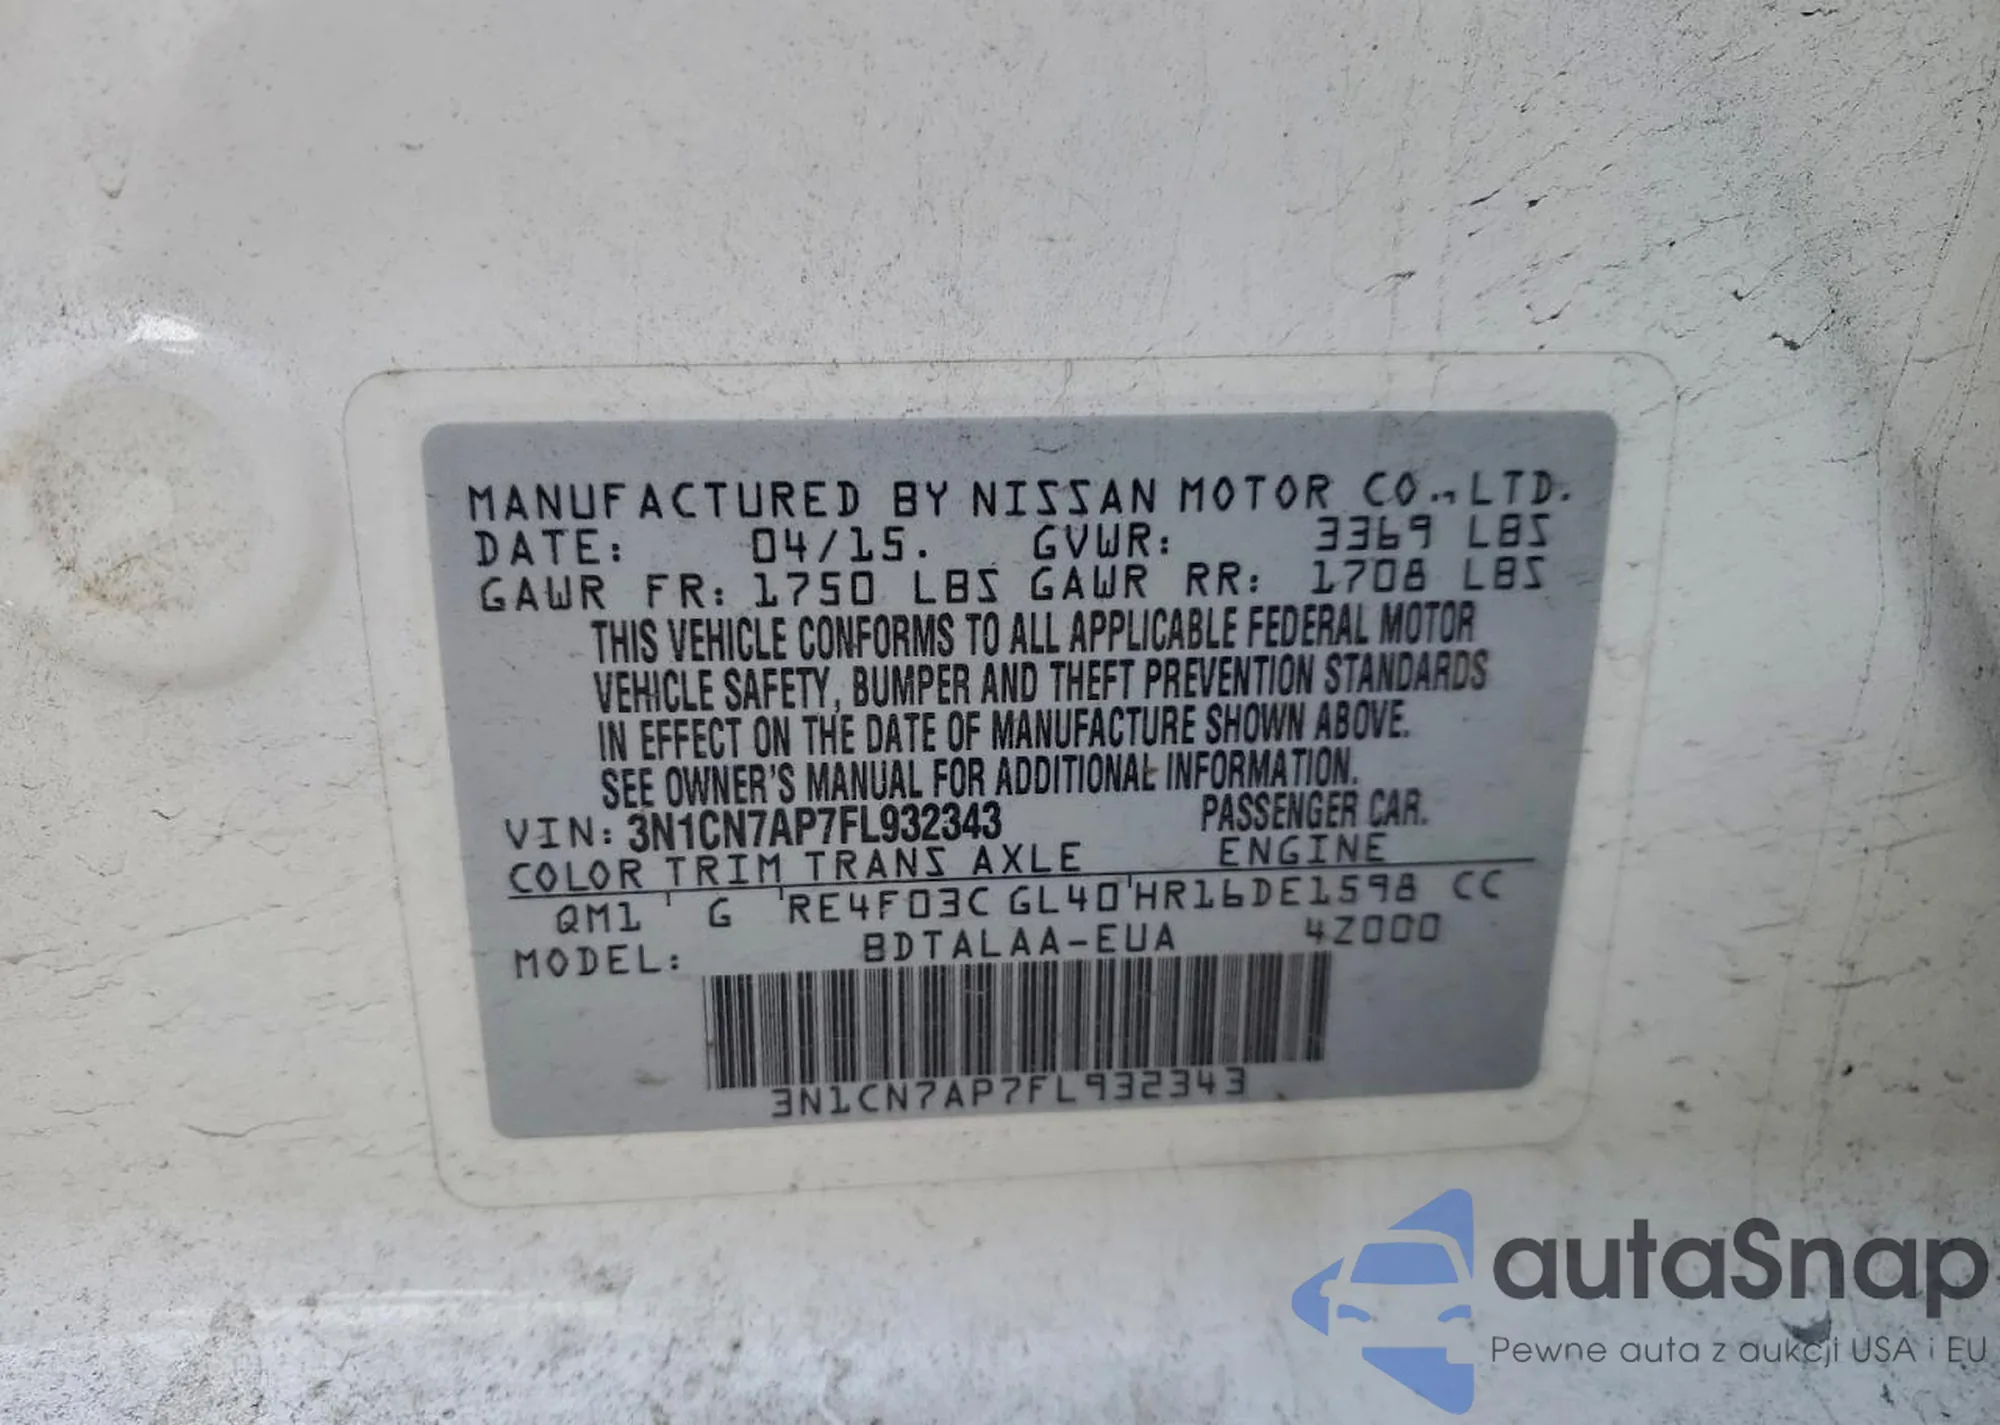 MANUFACTURED BY NISSAN MOTOR CO., LTD.
DATE: 04/15. GVWR: 3369 LBS
GAWR FR: 1750 LBS GAWR RR: 1708 LBS
THIS VEHICLE CONFORMS TO ALL APPLICABLE FEDERAL MOTOR
VEHICLE SAFETY, BUMPER AND THEFT PREVENTION STANDARDS
IN EFFECT ON THE DATE OF MANUFACTURE SHOWN ABOVE.
SEE OWNER'S MANUAL FOR ADDITIONAL INFORMATION.
VIN: 3N1CN7AP7FL932343 PASSENGER CAR.
COLOR TRIM TRANS AXLE ENGINE
QM1 ' G 'RE4F03C GL40'HR16DE1598 CC
MODEL: BDTALAA-EUA 4Z000
3N1CN7AP7FL932343
autaSnap
Pewne auta z aukcji USA i EU